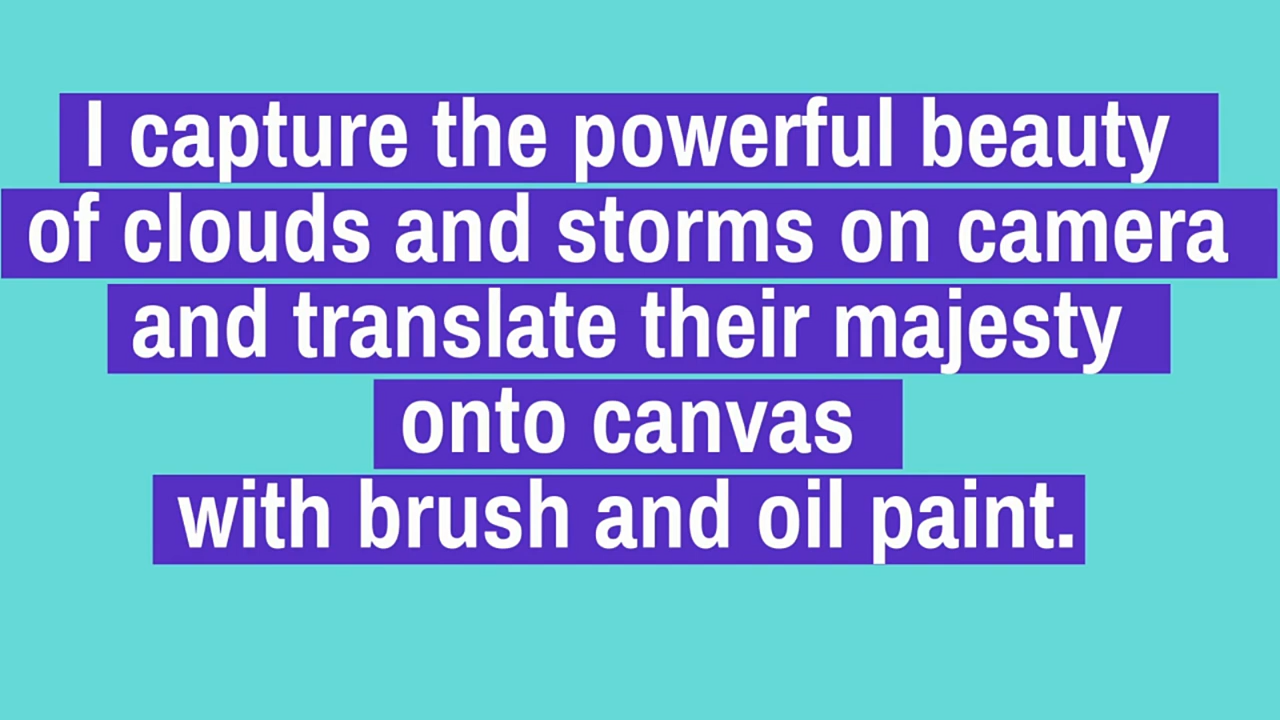 I capture the powerful beauty
of clouds and storms on camera
and translate their majesty
onto canvas
with brush and oil paint.